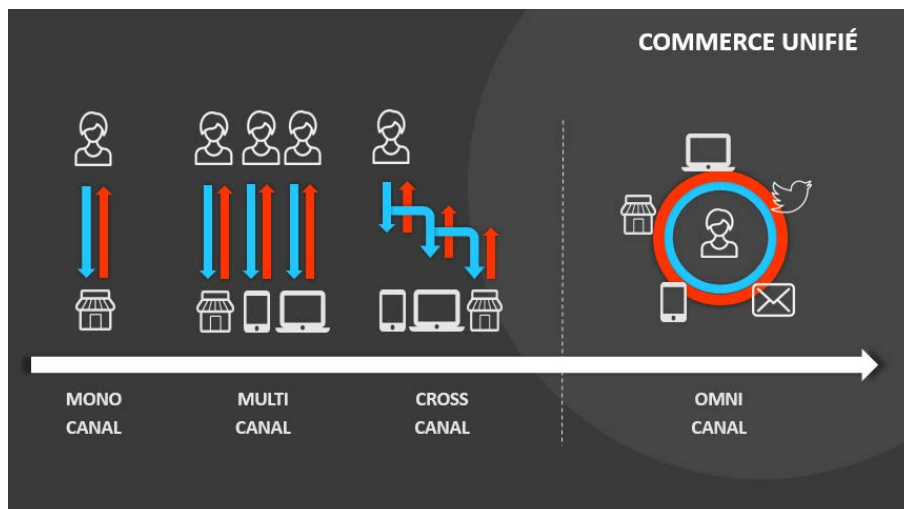 COMMERCE UNIFIÉ
MONO
CANAL
MULTI
CANAL
CROSS
CANAL
OMNI
CANAL